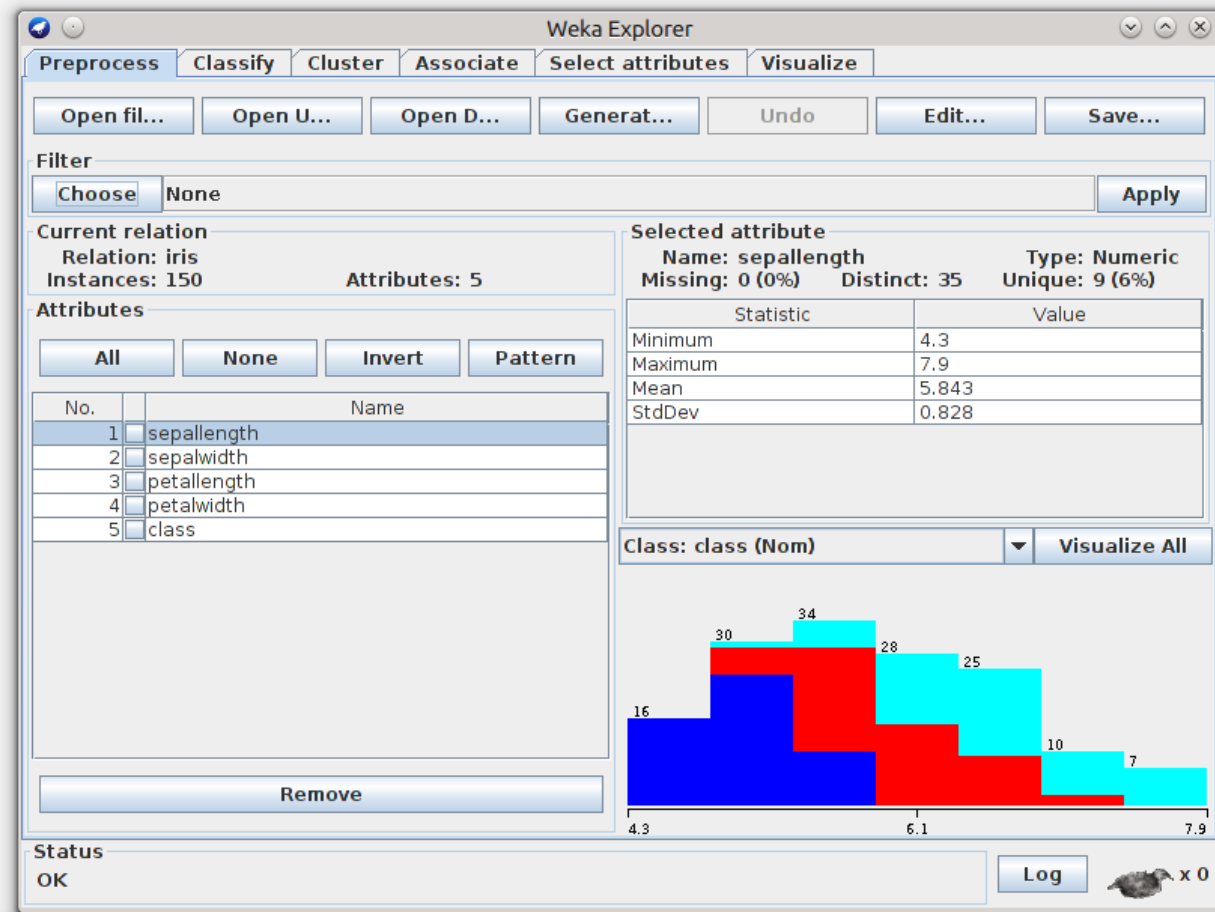 Weka Explorer
Preprocess Classify Cluster Associate Select attributes Visualize
Open fil... Open U... Open D... Generat... Undo Edit... Save...
Filter
Choose None Apply
Current relation
Relation: iris
Instances: 150 Attributes: 5
Attributes
All None Invert Pattern
No. Name
1 sepallength
2 sepalwidth
3 petallength
4 petalwidth
5 class
Remove
Selected attribute
Name: sepallength Type: Numeric
Missing: 0 (0%) Distinct: 35 Unique: 9 (6%)
Statistic Value
Minimum 4.3
Maximum 7.9
Mean 5.843
StdDev 0.828
Class: class (Nom) Visualize All
16 30 34 28 25 10 7
4.3 6.1 7.9
Status
OK
Log x 0